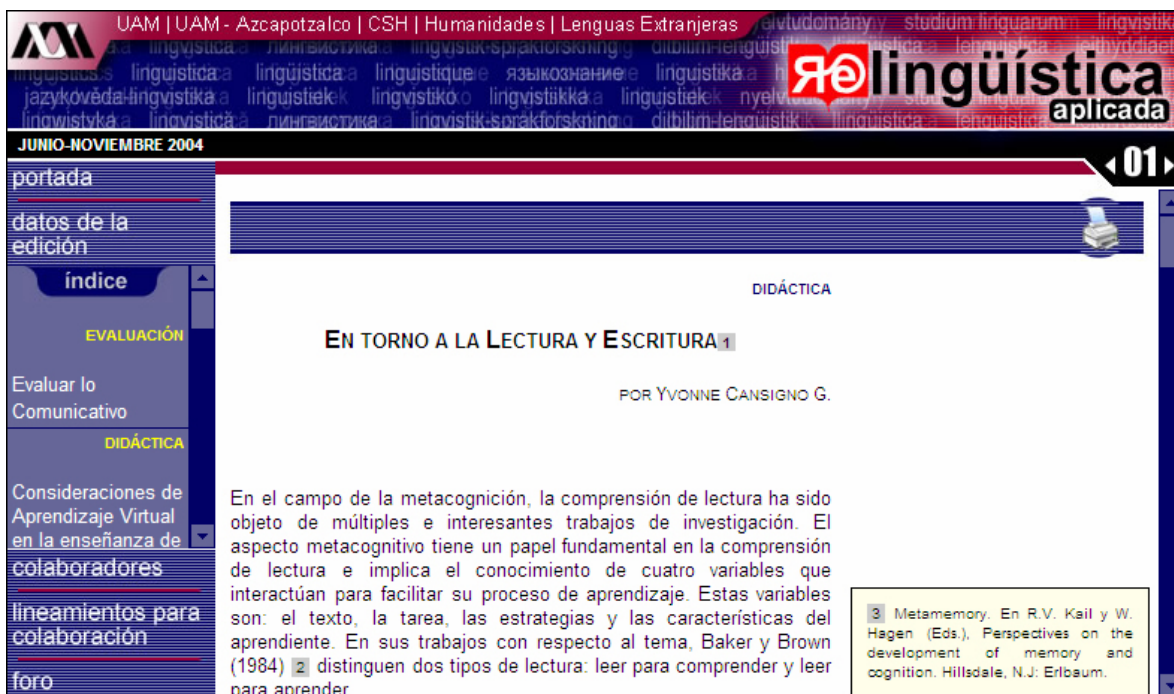 UAM | UAM - Azcapotzalco | CSH | Humanidades | Lenguas Extranjeras
lingüística
aplicada
JUNIO-NOVIEMBRE 2004
01
portada
datos de la
edición
índice
EVALUACIÓN
Evaluar lo
Comunicativo
DIDÁCTICA
Consideraciones de
Aprendizaje Virtual
en la enseñanza de
colaboradores
lineamientos para
colaboración
foro
DIDÁCTICA
EN TORNO A LA LECTURA Y ESCRITURA 1
POR YVONNE CANSIGNO G.
En el campo de la metacognición, la comprensión de lectura ha sido
objeto de múltiples e interesantes trabajos de investigación. El
aspecto metacognitivo tiene un papel fundamental en la comprensión
de lectura e implica el conocimiento de cuatro variables que
interactúan para facilitar su proceso de aprendizaje. Estas variables
son: el texto, la tarea, las estrategias y las características del
aprendiente. En sus trabajos con respecto al tema, Baker y Brown
(1984) 2 distinguen dos tipos de lectura: leer para comprender y leer
para aprender
3 Metamemory. En R.V. Kail y W.
Hagen (Eds.), Perspectives on the
development of memory and
cognition. Hillsdale, N.J: Erlbaum.